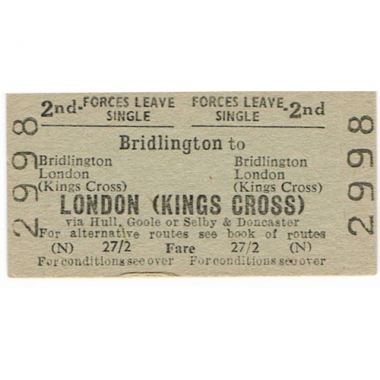 2nd - FORCES LEAVE SINGLE FORCES LEAVE SINGLE - 2nd
Bridlington to
Bridlington Bridlington
London London
(Kings Cross) (Kings Cross)
LONDON (KINGS CROSS)
via Hull, Goole or Selby & Doncaster
For alternative routes see book of routes
(N) 27/2 Fare 27/2 (N)
For conditions see over For conditions see over
2998
2998